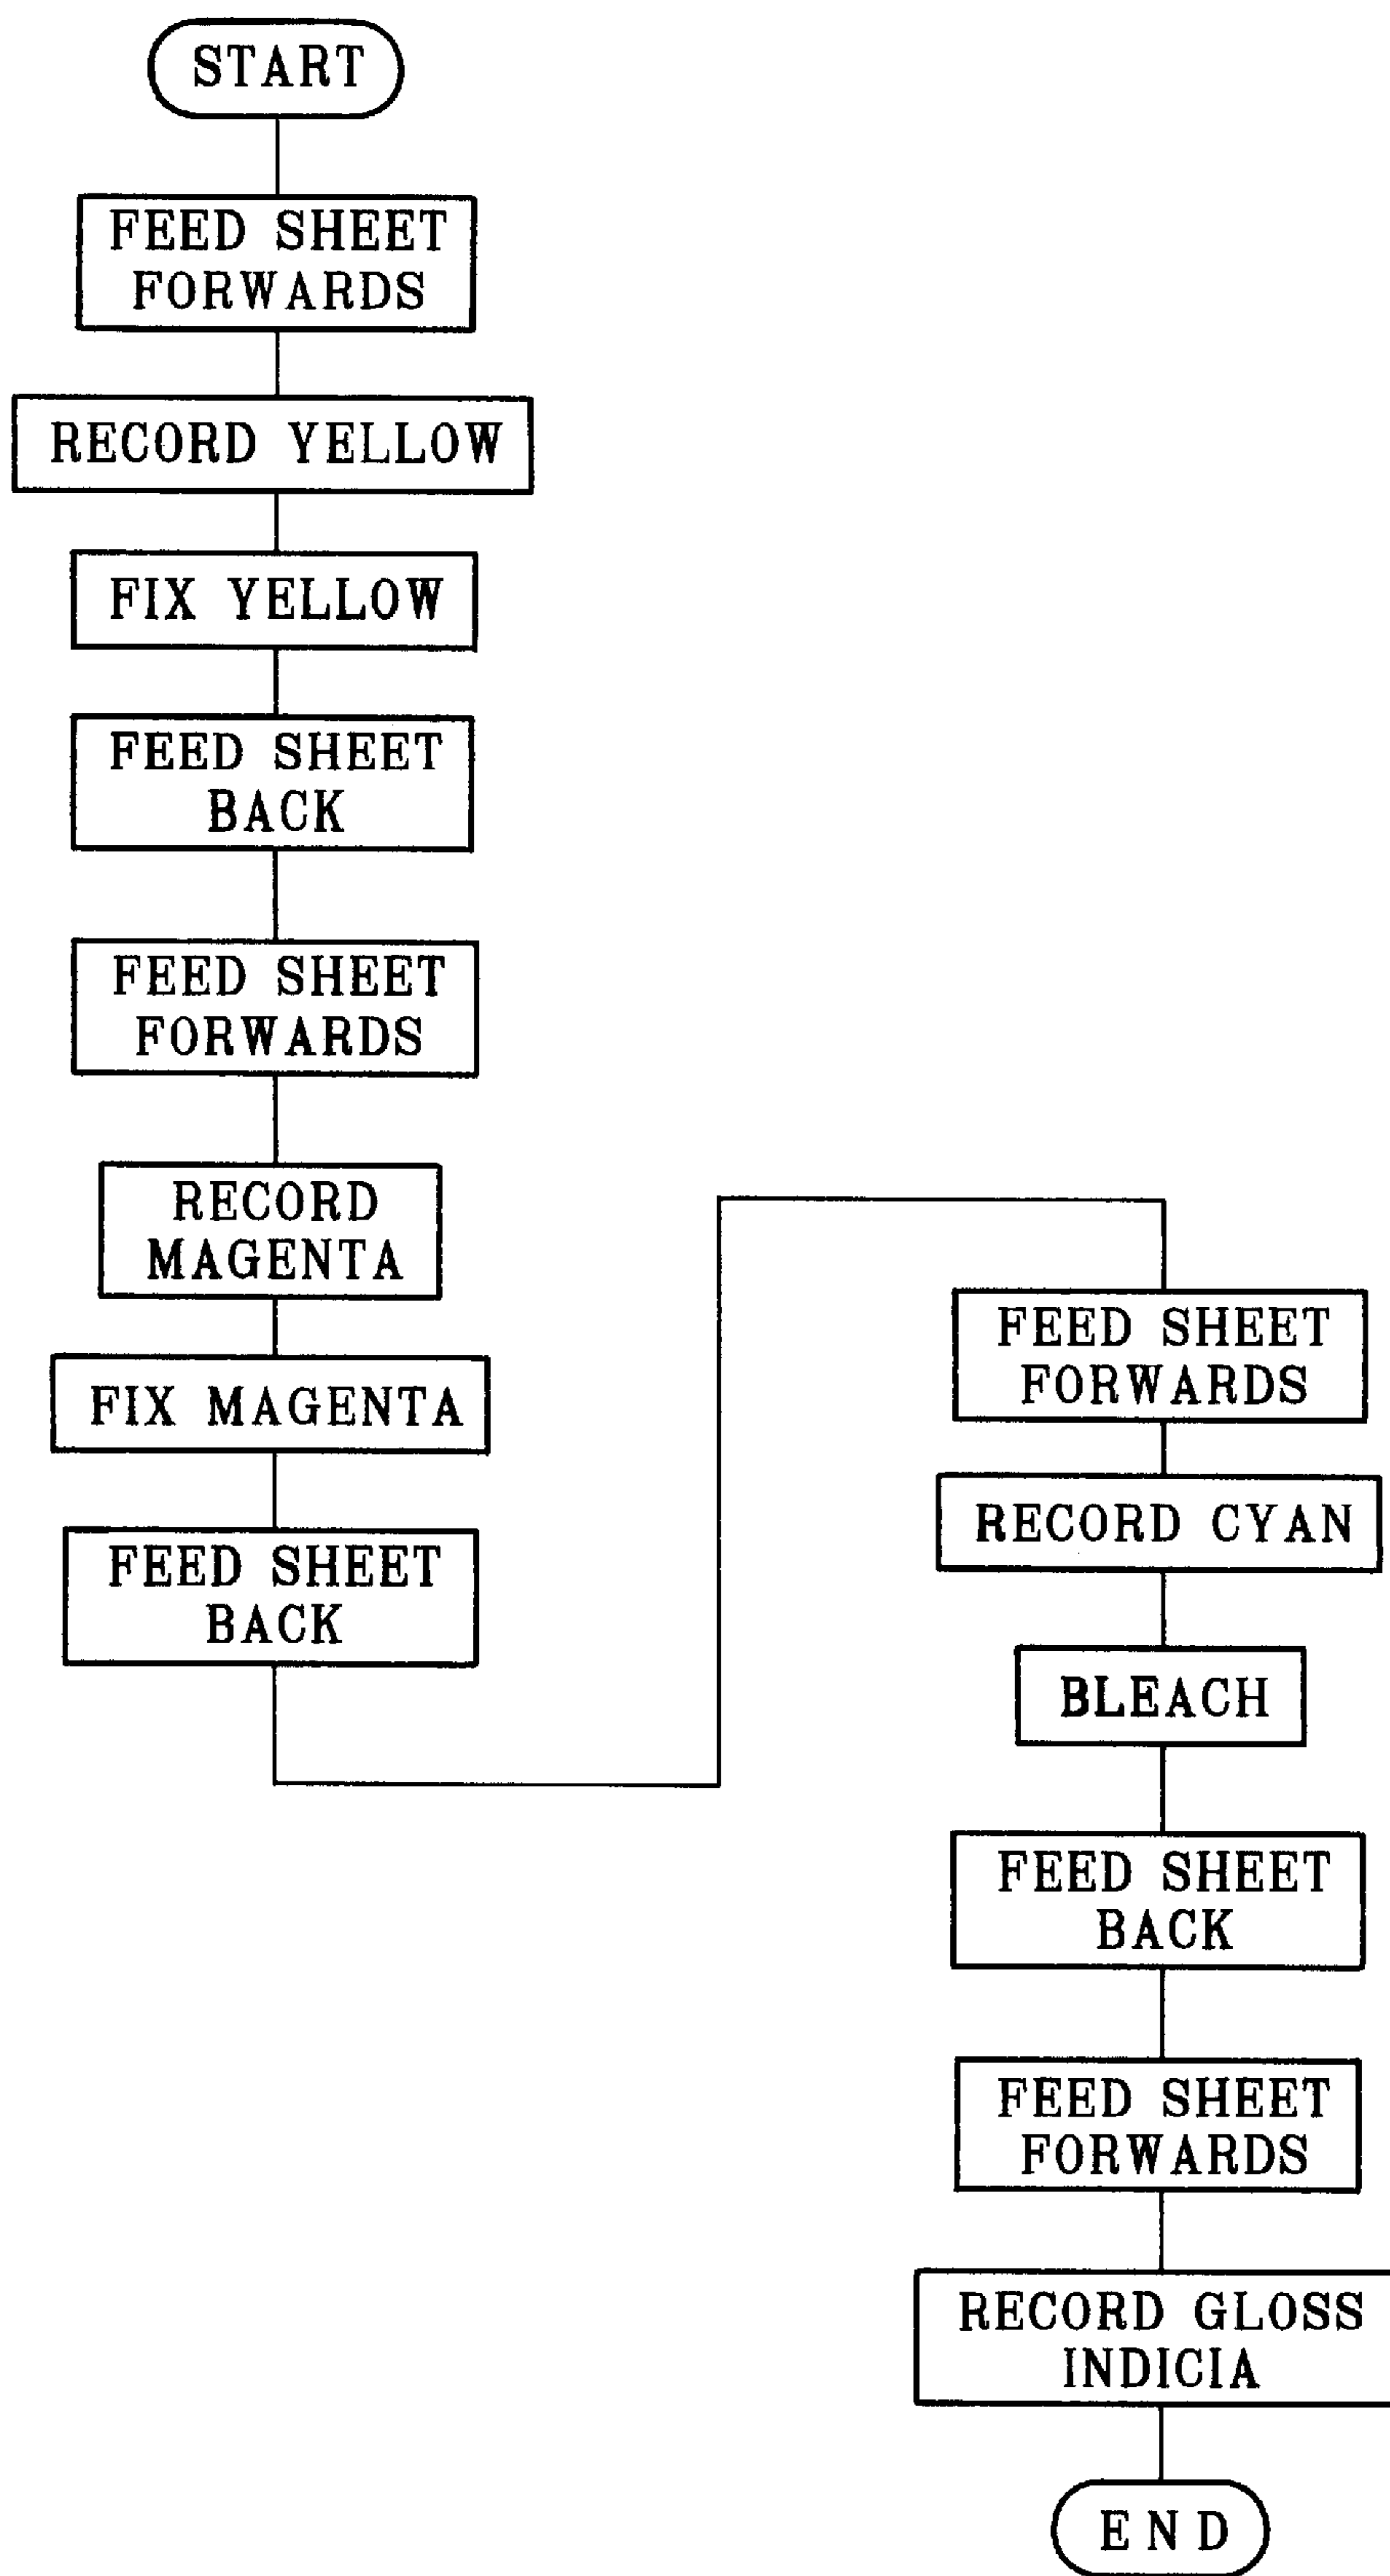 START
FEED SHEET
FORWARDS
RECORD YELLOW
FIX YELLOW
FEED SHEET
BACK
FEED SHEET
FORWARDS
RECORD
MAGENTA
FIX MAGENTA
FEED SHEET
BACK
FEED SHEET
FORWARDS
RECORD CYAN
BLEACH
FEED SHEET
BACK
FEED SHEET
FORWARDS
RECORD GLOSS
INDICIA
END